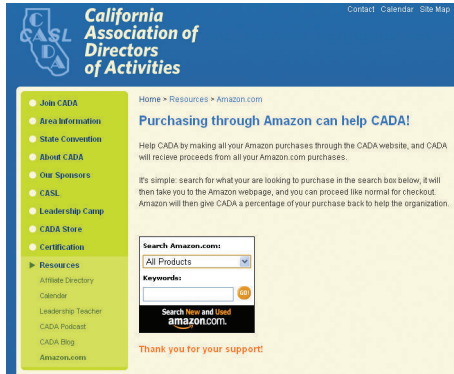 Contact Calendar Site Map
C
CASL
D
A
California
Association of
Directors
of Activities
Join CADA
Area Information
State Convention
About CADA
Our Sponsors
CASL
Leadership Camp
CADA Store
Certification
Resources
Affiliate Directory
Calender
Leadership Teacher
CADA Podcast
CADA Blog
Amazon.com
Home > Resources > Amazon.com
Purchasing through Amazon can help CADA!
Help CADA by making all your Amazon purchases through the CADA website, and CADA
will recieve proceeds from all your Amazon.com purchases.
It's simple: search for what your are looking to purchase in the search box below, it will
then take you to the Amazon webpage, and you can proceed like normal for checkout.
Amazon will then give CADA a percentage of your purchase back to help the organization.
Search Amazon.com:
All Products
Keywords:
GO!
Search New and Used
amazon.com.
Thank you for your support!